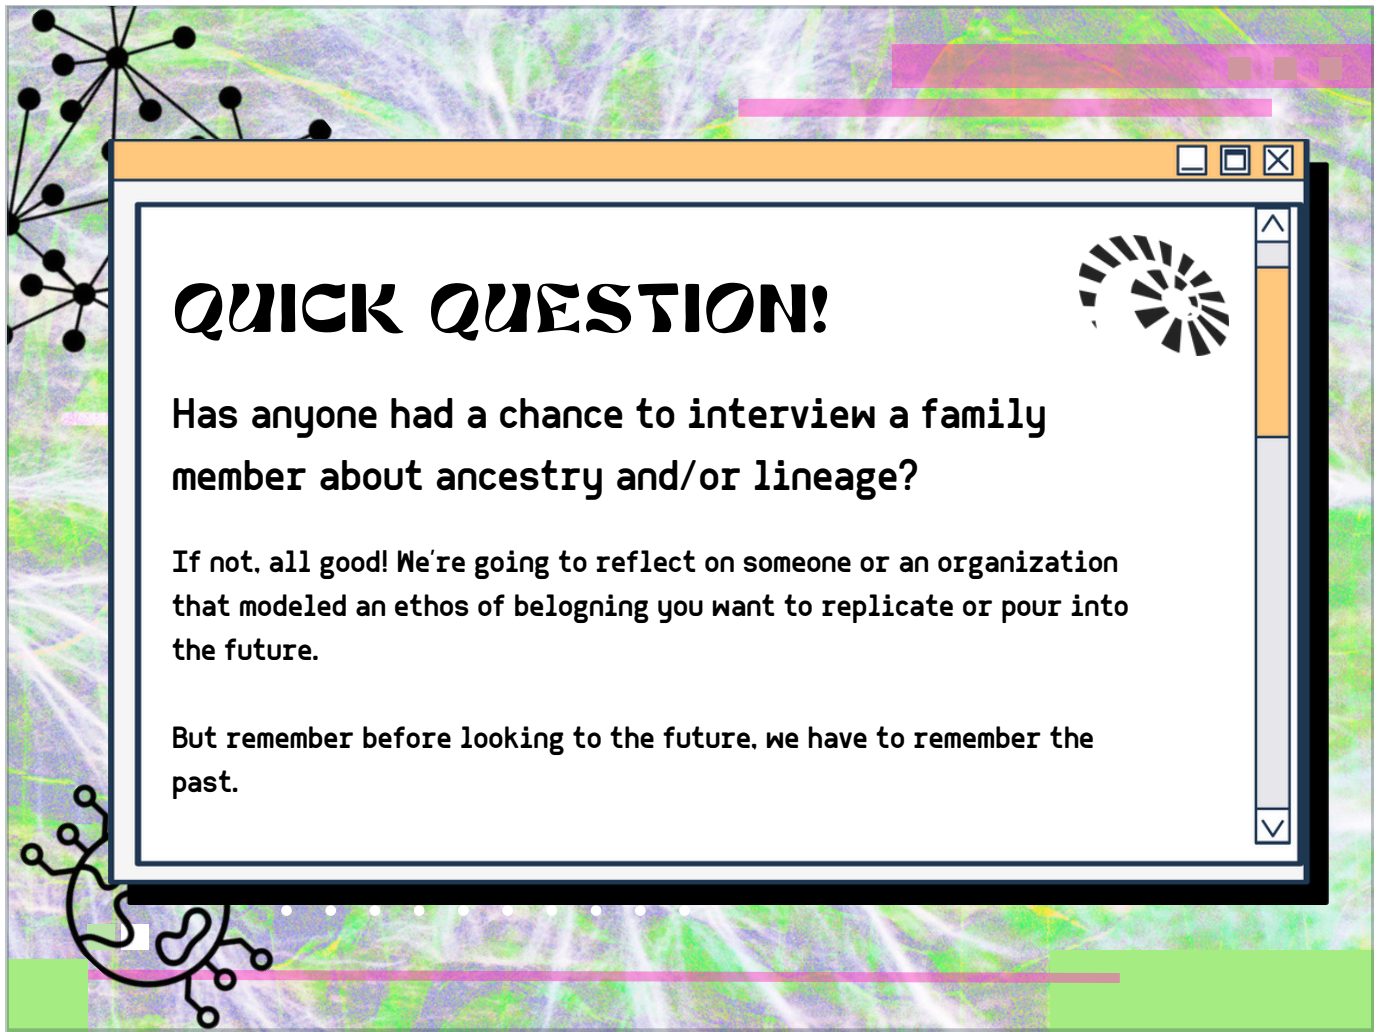 QUICK QUESTION!
Has anyone had a chance to interview a family
member about ancestry and/or lineage?
If not, all good! We're going to reflect on someone or an organization
that modeled an ethos of belogning you want to replicate or pour into
the future.
But remember before looking to the future, we have to remember the
past.